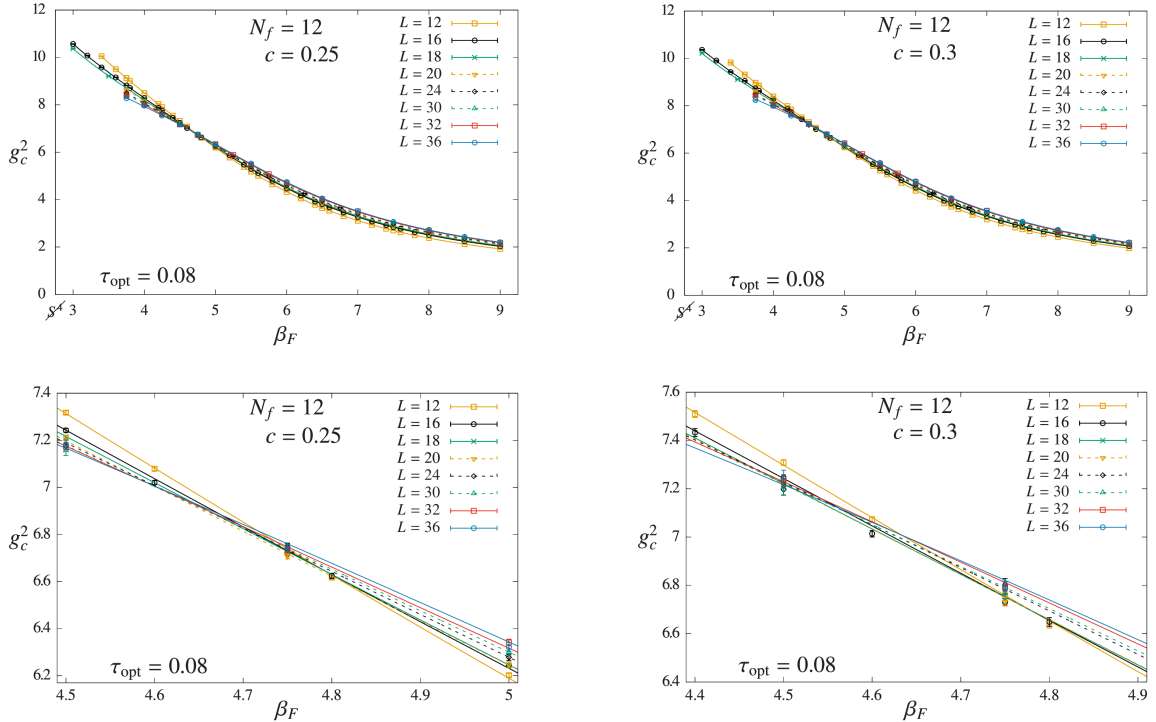 12
10
8
6
4
2
0
g_c^2
N_f = 12
c = 0.25
L = 12
L = 16
L = 18
L = 20
L = 24
L = 30
L = 32
L = 36
τ_opt = 0.08
3 4 5 6 7 8 9
β_F
12
10
8
6
4
2
0
g_c^2
N_f = 12
c = 0.3
L = 12
L = 16
L = 18
L = 20
L = 24
L = 30
L = 32
L = 36
τ_opt = 0.08
3 4 5 6 7 8 9
β_F
7.4
7.2
7
6.8
6.6
6.4
6.2
g_c^2
N_f = 12
c = 0.25
L = 12
L = 16
L = 18
L = 20
L = 24
L = 30
L = 32
L = 36
τ_opt = 0.08
4.5 4.6 4.7 4.8 4.9 5
β_F
7.6
7.4
7.2
7
6.8
6.6
6.4
g_c^2
N_f = 12
c = 0.3
L = 12
L = 16
L = 18
L = 20
L = 24
L = 30
L = 32
L = 36
τ_opt = 0.08
4.4 4.5 4.6 4.7 4.8 4.9
β_F